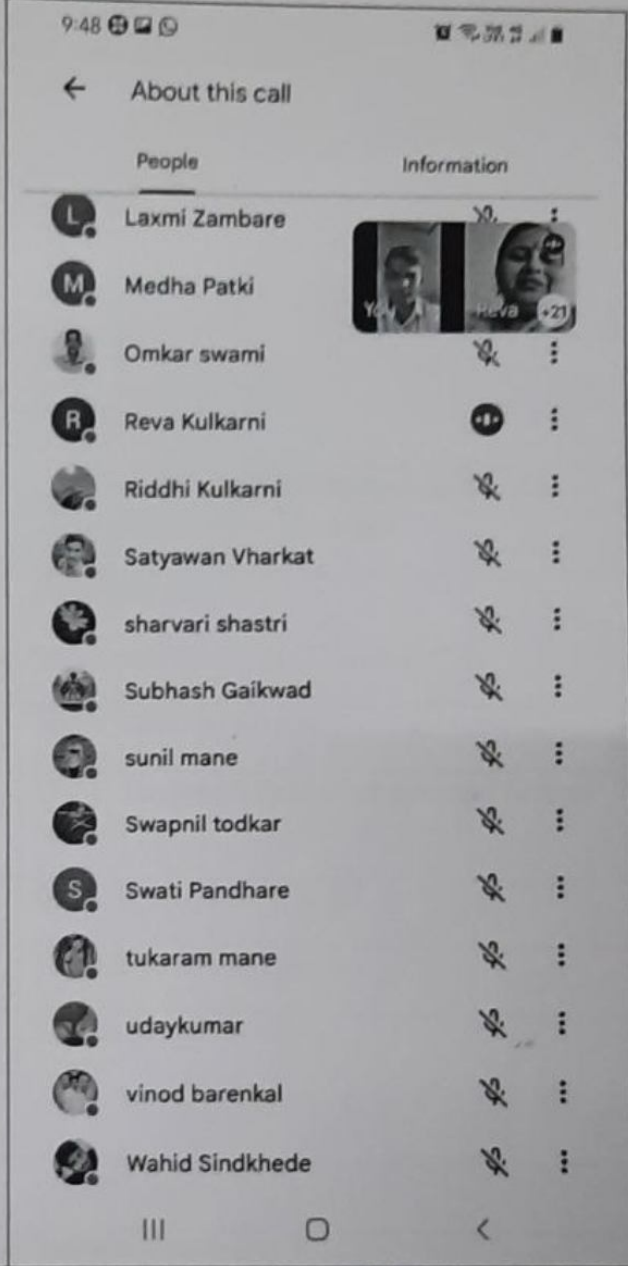 9:48
About this call
People Information
L Laxmi Zambare
M Medha Patki
You Reva +21
Omkar swami
R Reva Kulkarni
Riddhi Kulkarni
Satyawan Vharkat
sharvari shastri
Subhash Gaikwad
sunil mane
Swapnil todkar
S Swati Pandhare
tukaram mane
udaykumar
vinod barenkal
Wahid Sindkhede